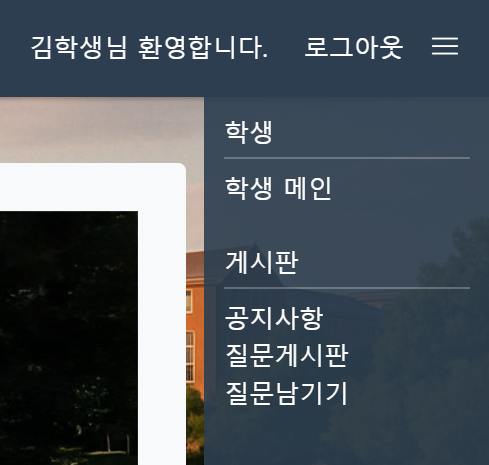 김학생님 환영합니다. 로그아웃
학생
학생 메인
게시판
공지사항
질문게시판
질문남기기